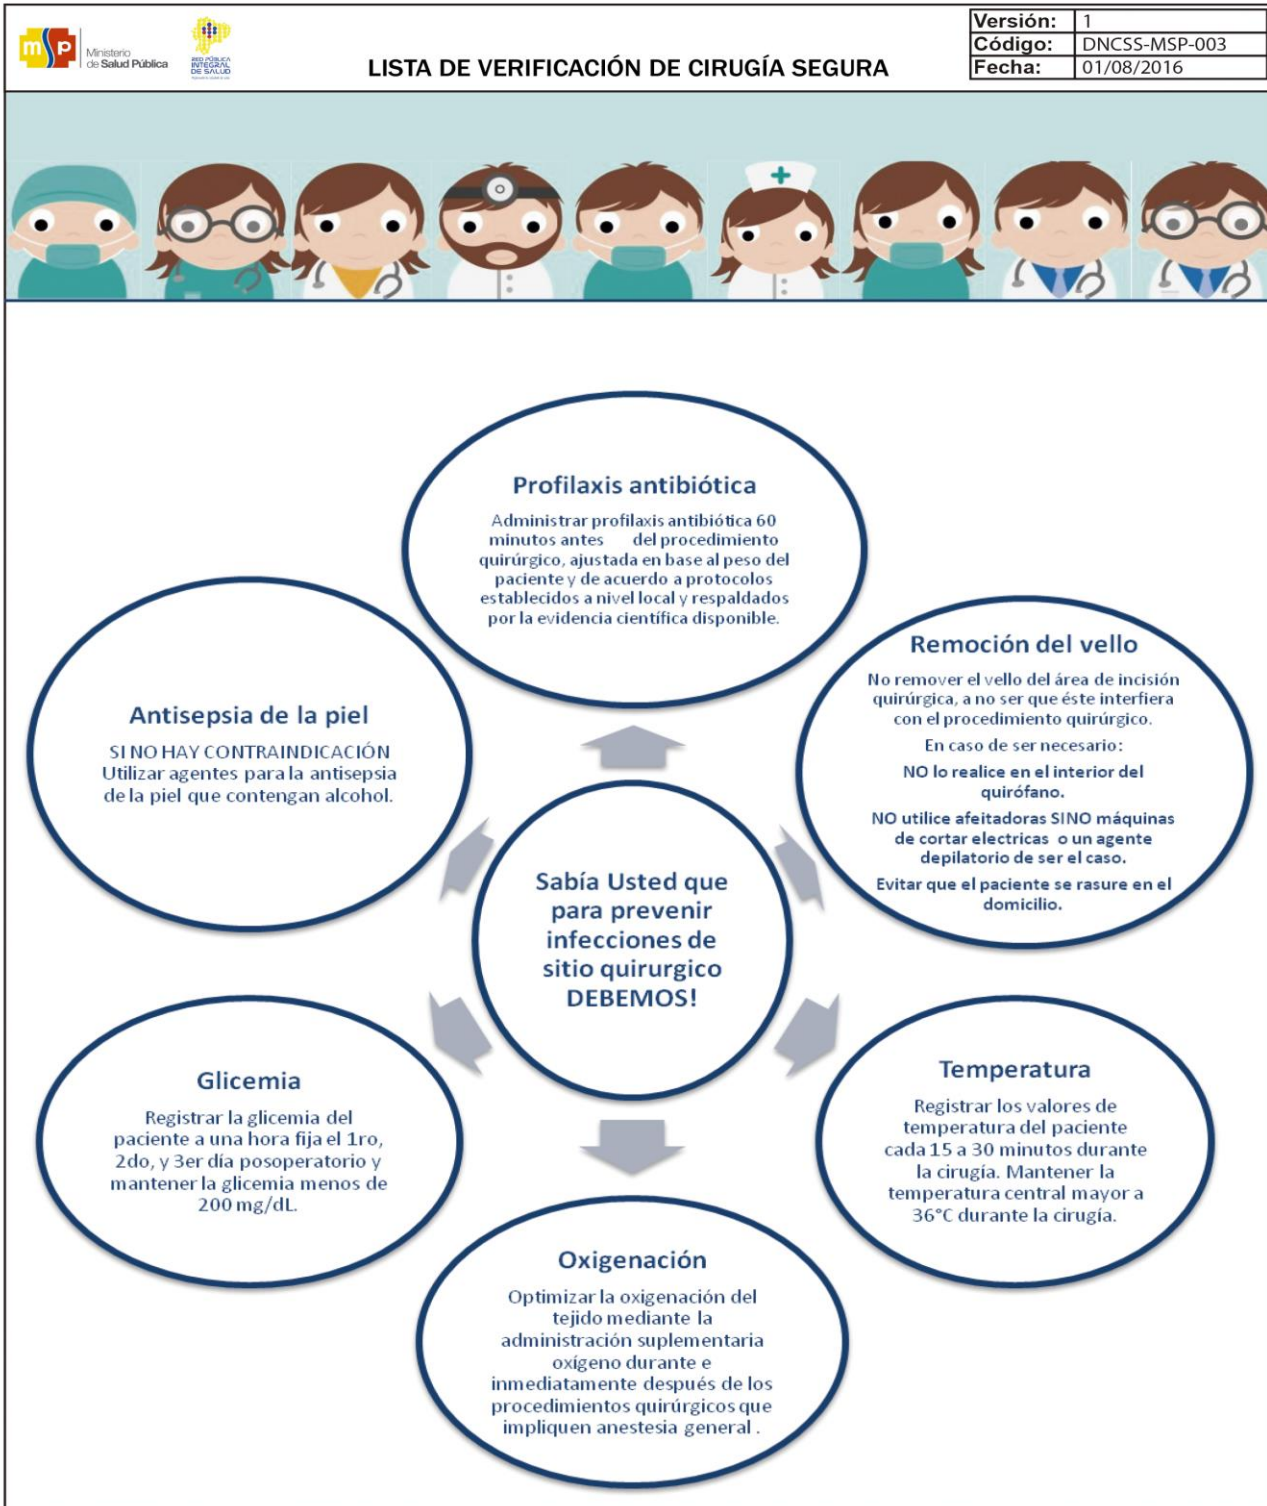 msp
Ministerio
de Salud Pública
RED PÚBLICA
INTEGRAL
DE SALUD
LISTA DE VERIFICACIÓN DE CIRUGÍA SEGURA
Versión: 1
Código: DNCSS-MSP-003
Fecha: 01/08/2016
Profilaxis antibiótica
Administrar profilaxis antibiótica 60
minutos antes del procedimiento
quirúrgico, ajustada en base al peso del
paciente y de acuerdo a protocolos
establecidos a nivel local y respaldados
por la evidencia científica disponible.
Remoción del vello
No remover el vello del área de incisión
quirúrgica, a no ser que éste interfiera
con el procedimiento quirúrgico.
En caso de ser necesario:
NO lo realice en el interior del
quirófano.
NO utilice afeitadoras SINO máquinas
de cortar electricas o un agente
depilatorio de ser el caso.
Evitar que el paciente se rasure en el
domicilio.
Antisepsia de la piel
SI NO HAY CONTRAINDICACIÓN
Utilizar agentes para la antisepsia
de la piel que contengan alcohol.
Sabía Usted que
para prevenir
infecciones de
sitio quirurgico
DEBEMOS!
Glicemia
Registrar la glicemia del
paciente a una hora fija el 1ro,
2do, y 3er día posoperatorio y
mantener la glicemia menos de
200 mg/dL.
Temperatura
Registrar los valores de
temperatura del paciente
cada 15 a 30 minutos durante
la cirugía. Mantener la
temperatura central mayor a
36°C durante la cirugía.
Oxigenación
Optimizar la oxigenación del
tejido mediante la
administración suplementaria
oxígeno durante e
inmediatamente después de los
procedimientos quirúrgicos que
impliquen anestesia general .